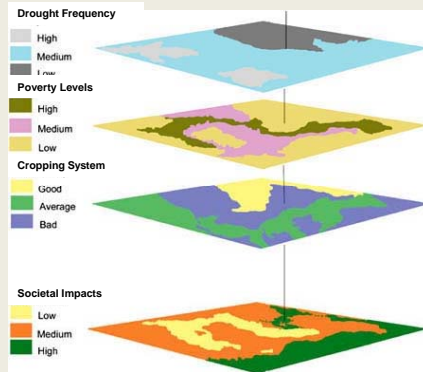 Drought Frequency
High
Medium
Low
Poverty Levels
High
Medium
Low
Cropping System
Good
Average
Bad
Societal Impacts
Low
Medium
High